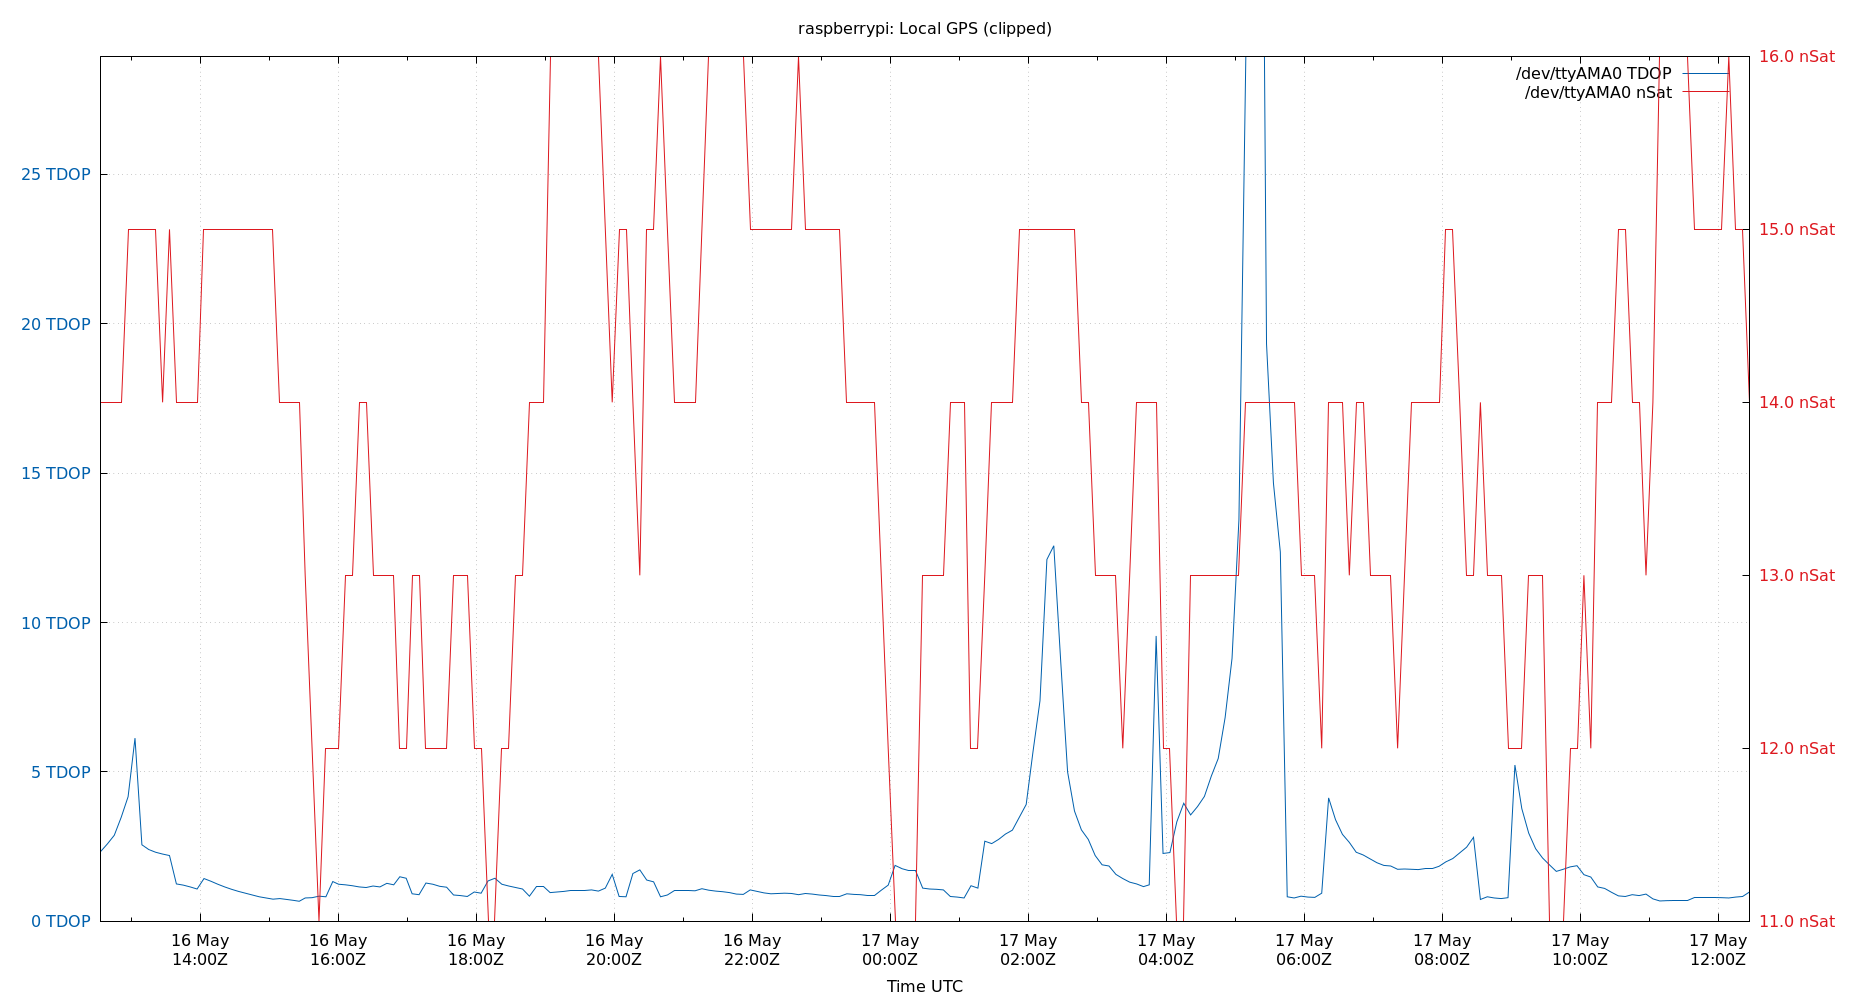 raspberrypi: Local GPS (clipped)
/dev/ttyAMA0 TDOP
/dev/ttyAMA0 nSat
25 TDOP
20 TDOP
15 TDOP
10 TDOP
5 TDOP
0 TDOP
16.0 nSat
15.0 nSat
14.0 nSat
13.0 nSat
12.0 nSat
11.0 nSat
16 May
14:00Z
16 May
16:00Z
16 May
18:00Z
16 May
20:00Z
16 May
22:00Z
17 May
00:00Z
17 May
02:00Z
17 May
04:00Z
17 May
06:00Z
17 May
08:00Z
17 May
10:00Z
17 May
12:00Z
Time UTC